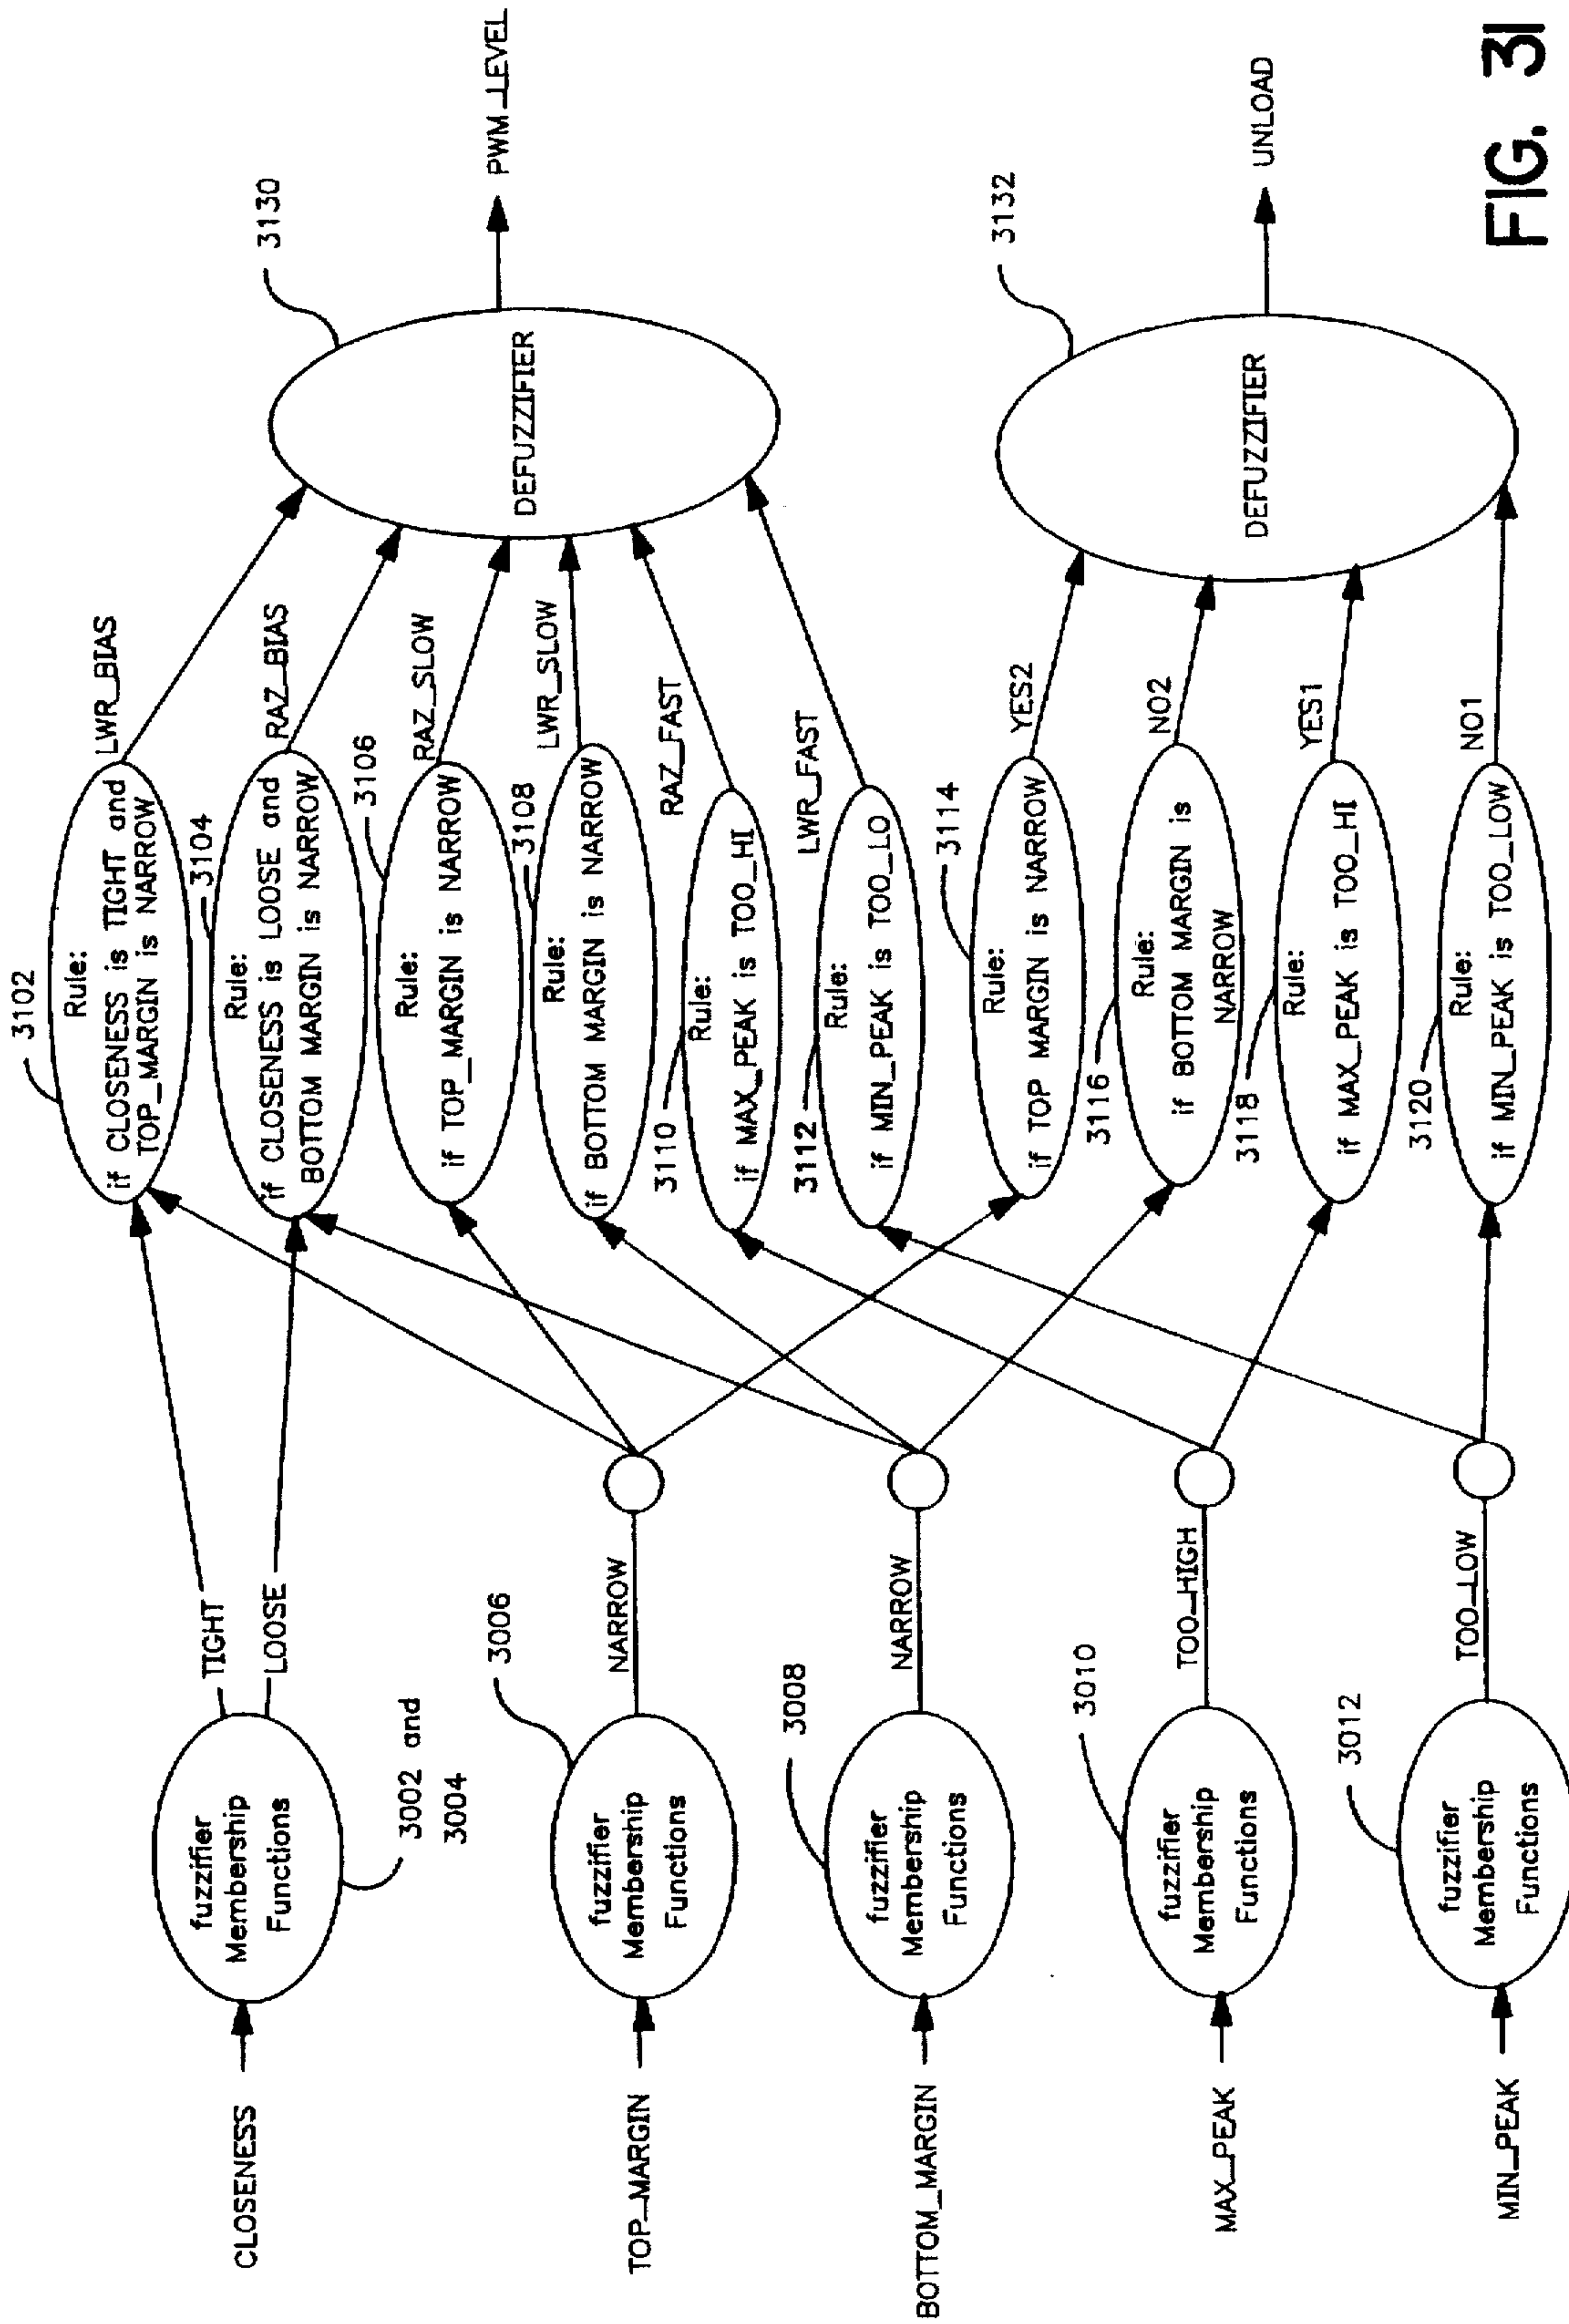 CLOSENESS
fuzzifier
Membership
Functions
3002 and
3004
TIGHT
LOOSE
TOP_MARGIN
fuzzifier
Membership
Functions
3006
NARROW
BOTTOM_MARGIN
fuzzifier
Membership
Functions
3008
NARROW
MAX_PEAK
fuzzifier
Membership
Functions
3010
TOO_HIGH
MIN_PEAK
fuzzifier
Membership
Functions
3012
TOO_LOW
3102
Rule:
if CLOSENESS is TIGHT and
TOP_MARGIN is NARROW
LWR_BIAS
3104
Rule:
if CLOSENESS is LOOSE and
BOTTOM MARGIN is NARROW
RAZ_BIAS
3106
Rule:
if TOP_MARGIN is NARROW
RAZ_SLOW
3108
Rule:
if BOTTOM MARGIN is NARROW
LWR_SLOW
3110
Rule:
if MAX_PEAK is TOO_HI
RAZ_FAST
3112
Rule:
if MIN_PEAK is TOO_LO
LWR_FAST
3114
Rule:
if TOP MARGIN is NARROW
YES2
3116
Rule:
if BOTTOM MARGIN is
NARROW
NO2
3118
Rule:
if MAX_PEAK is TOO_HI
YES1
3120
Rule:
if MIN_PEAK is TOO_LOW
NO1
DEFUZZIFIER
3130
PWM_LEVEL
DEFUZZIFIER
3132
UNLOAD
FIG. 31